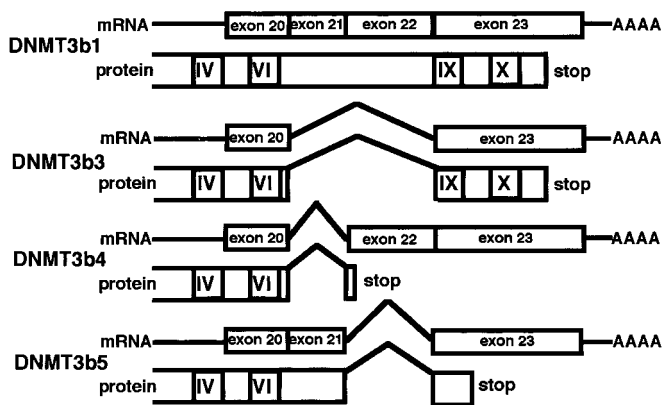 mRNA exon 20 exon 21 exon 22 exon 23 AAAA
DNMT3b1
protein IV VI IX X stop
mRNA exon 20 exon 23 AAAA
DNMT3b3
protein IV VI IX X stop
mRNA exon 20 exon 22 exon 23 AAAA
DNMT3b4
protein IV VI stop
mRNA exon 20 exon 21 exon 23 AAAA
DNMT3b5
protein IV VI stop